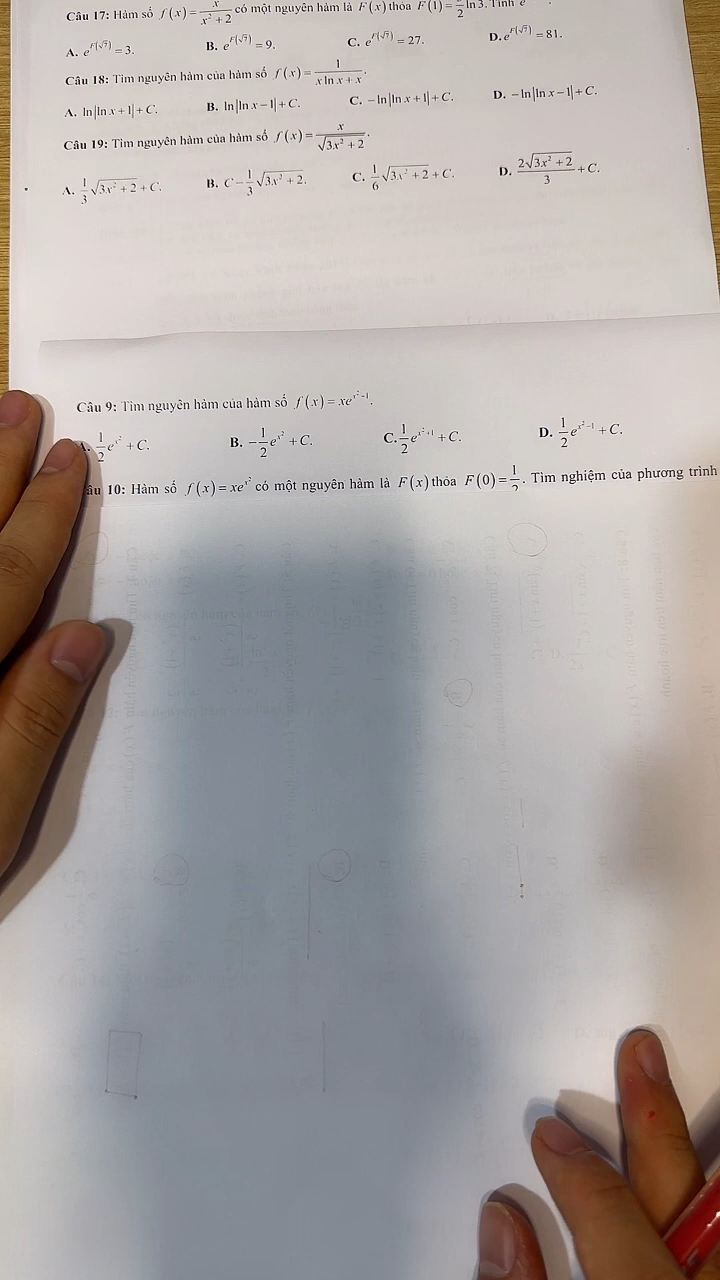 Câu 17: Hàm số f(x) = x/(x² + 2) có một nguyên hàm là F(x) thỏa F(1) = /2 ln 3. Tính e
A. e^{F(√7)} = 3. B. e^{F(√7)} = 9. C. e^{F(√7)} = 27. D. e^{F(√7)} = 81.
Câu 18: Tìm nguyên hàm của hàm số f(x) = 1/(x ln x + x).
A. ln|ln x + 1| + C. B. ln|ln x − 1| + C. C. −ln|ln x + 1| + C. D. −ln|ln x − 1| + C.
Câu 19: Tìm nguyên hàm của hàm số f(x) = x/√(3x² + 2).
A. 1/3 √(3x² + 2) + C. B. C − 1/3 √(3x² + 2). C. 1/6 √(3x² + 2) + C. D. 2√(3x² + 2)/3 + C.
Câu 9: Tìm nguyên hàm của hàm số f(x) = xe^{x²−1}.
A. 1/2 e^{x²} + C. B. −1/2 e^{x²} + C. C. 1/2 e^{x²+1} + C. D. 1/2 e^{x²−1} + C.
âu 10: Hàm số f(x) = xe^{x²} có một nguyên hàm là F(x) thỏa F(0) = 1/2. Tìm nghiệm của phương trình